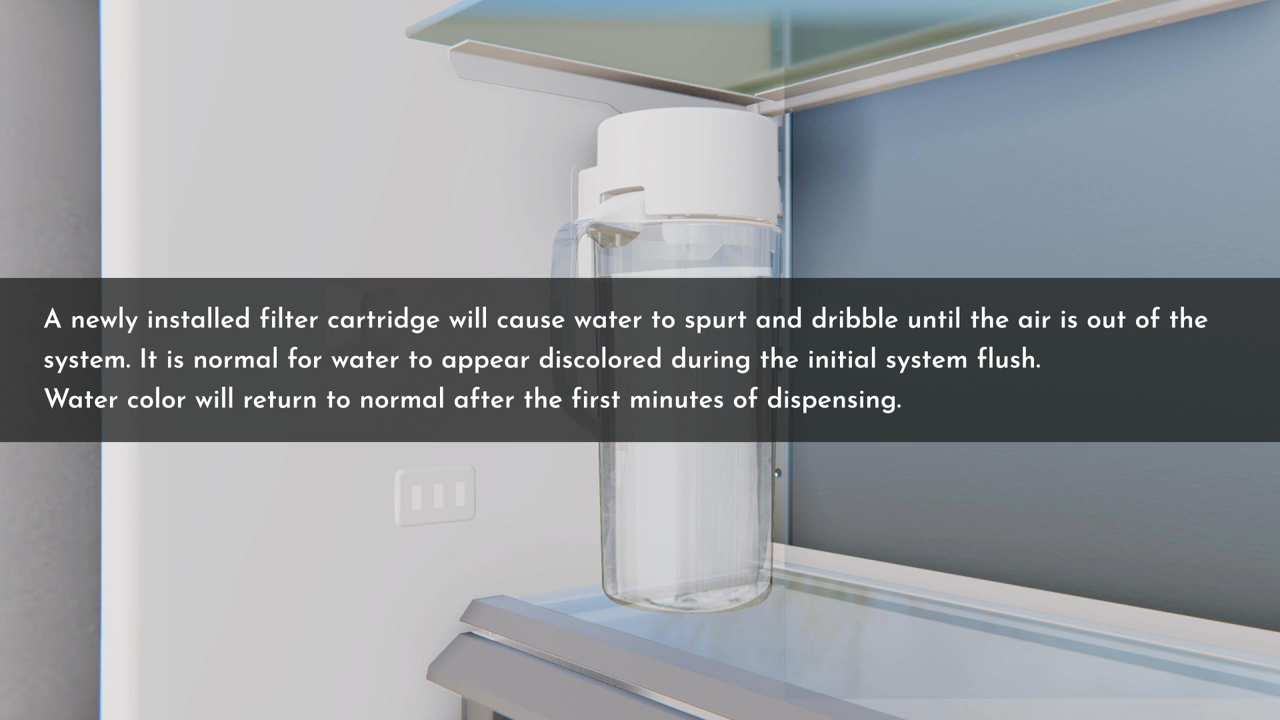 A newly installed filter cartridge will cause water to spurt and dribble until the air is out of the
system. It is normal for water to appear discolored during the initial system flush.
Water color will return to normal after the first minutes of dispensing.